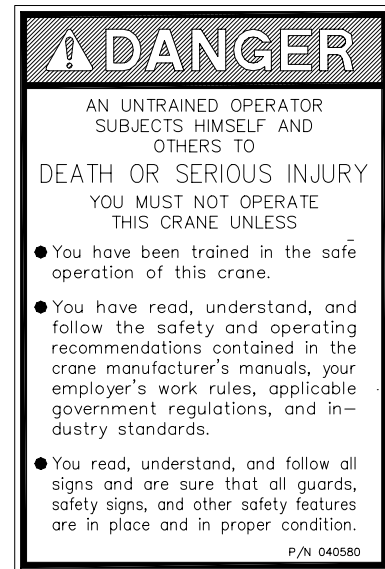 DANGER
AN UNTRAINED OPERATOR
SUBJECTS HIMSELF AND
OTHERS TO
DEATH OR SERIOUS INJURY
YOU MUST NOT OPERATE
THIS CRANE UNLESS
● You have been trained in the safe
operation of this crane.
● You have read, understand, and
follow the safety and operating
recommendations contained in the
crane manufacturer's manuals, your
employer's work rules, applicable
government regulations, and in–
dustry standards.
● You read, understand, and follow all
signs and are sure that all guards,
safety signs, and other safety features
are in place and in proper condition.
P/N 040580